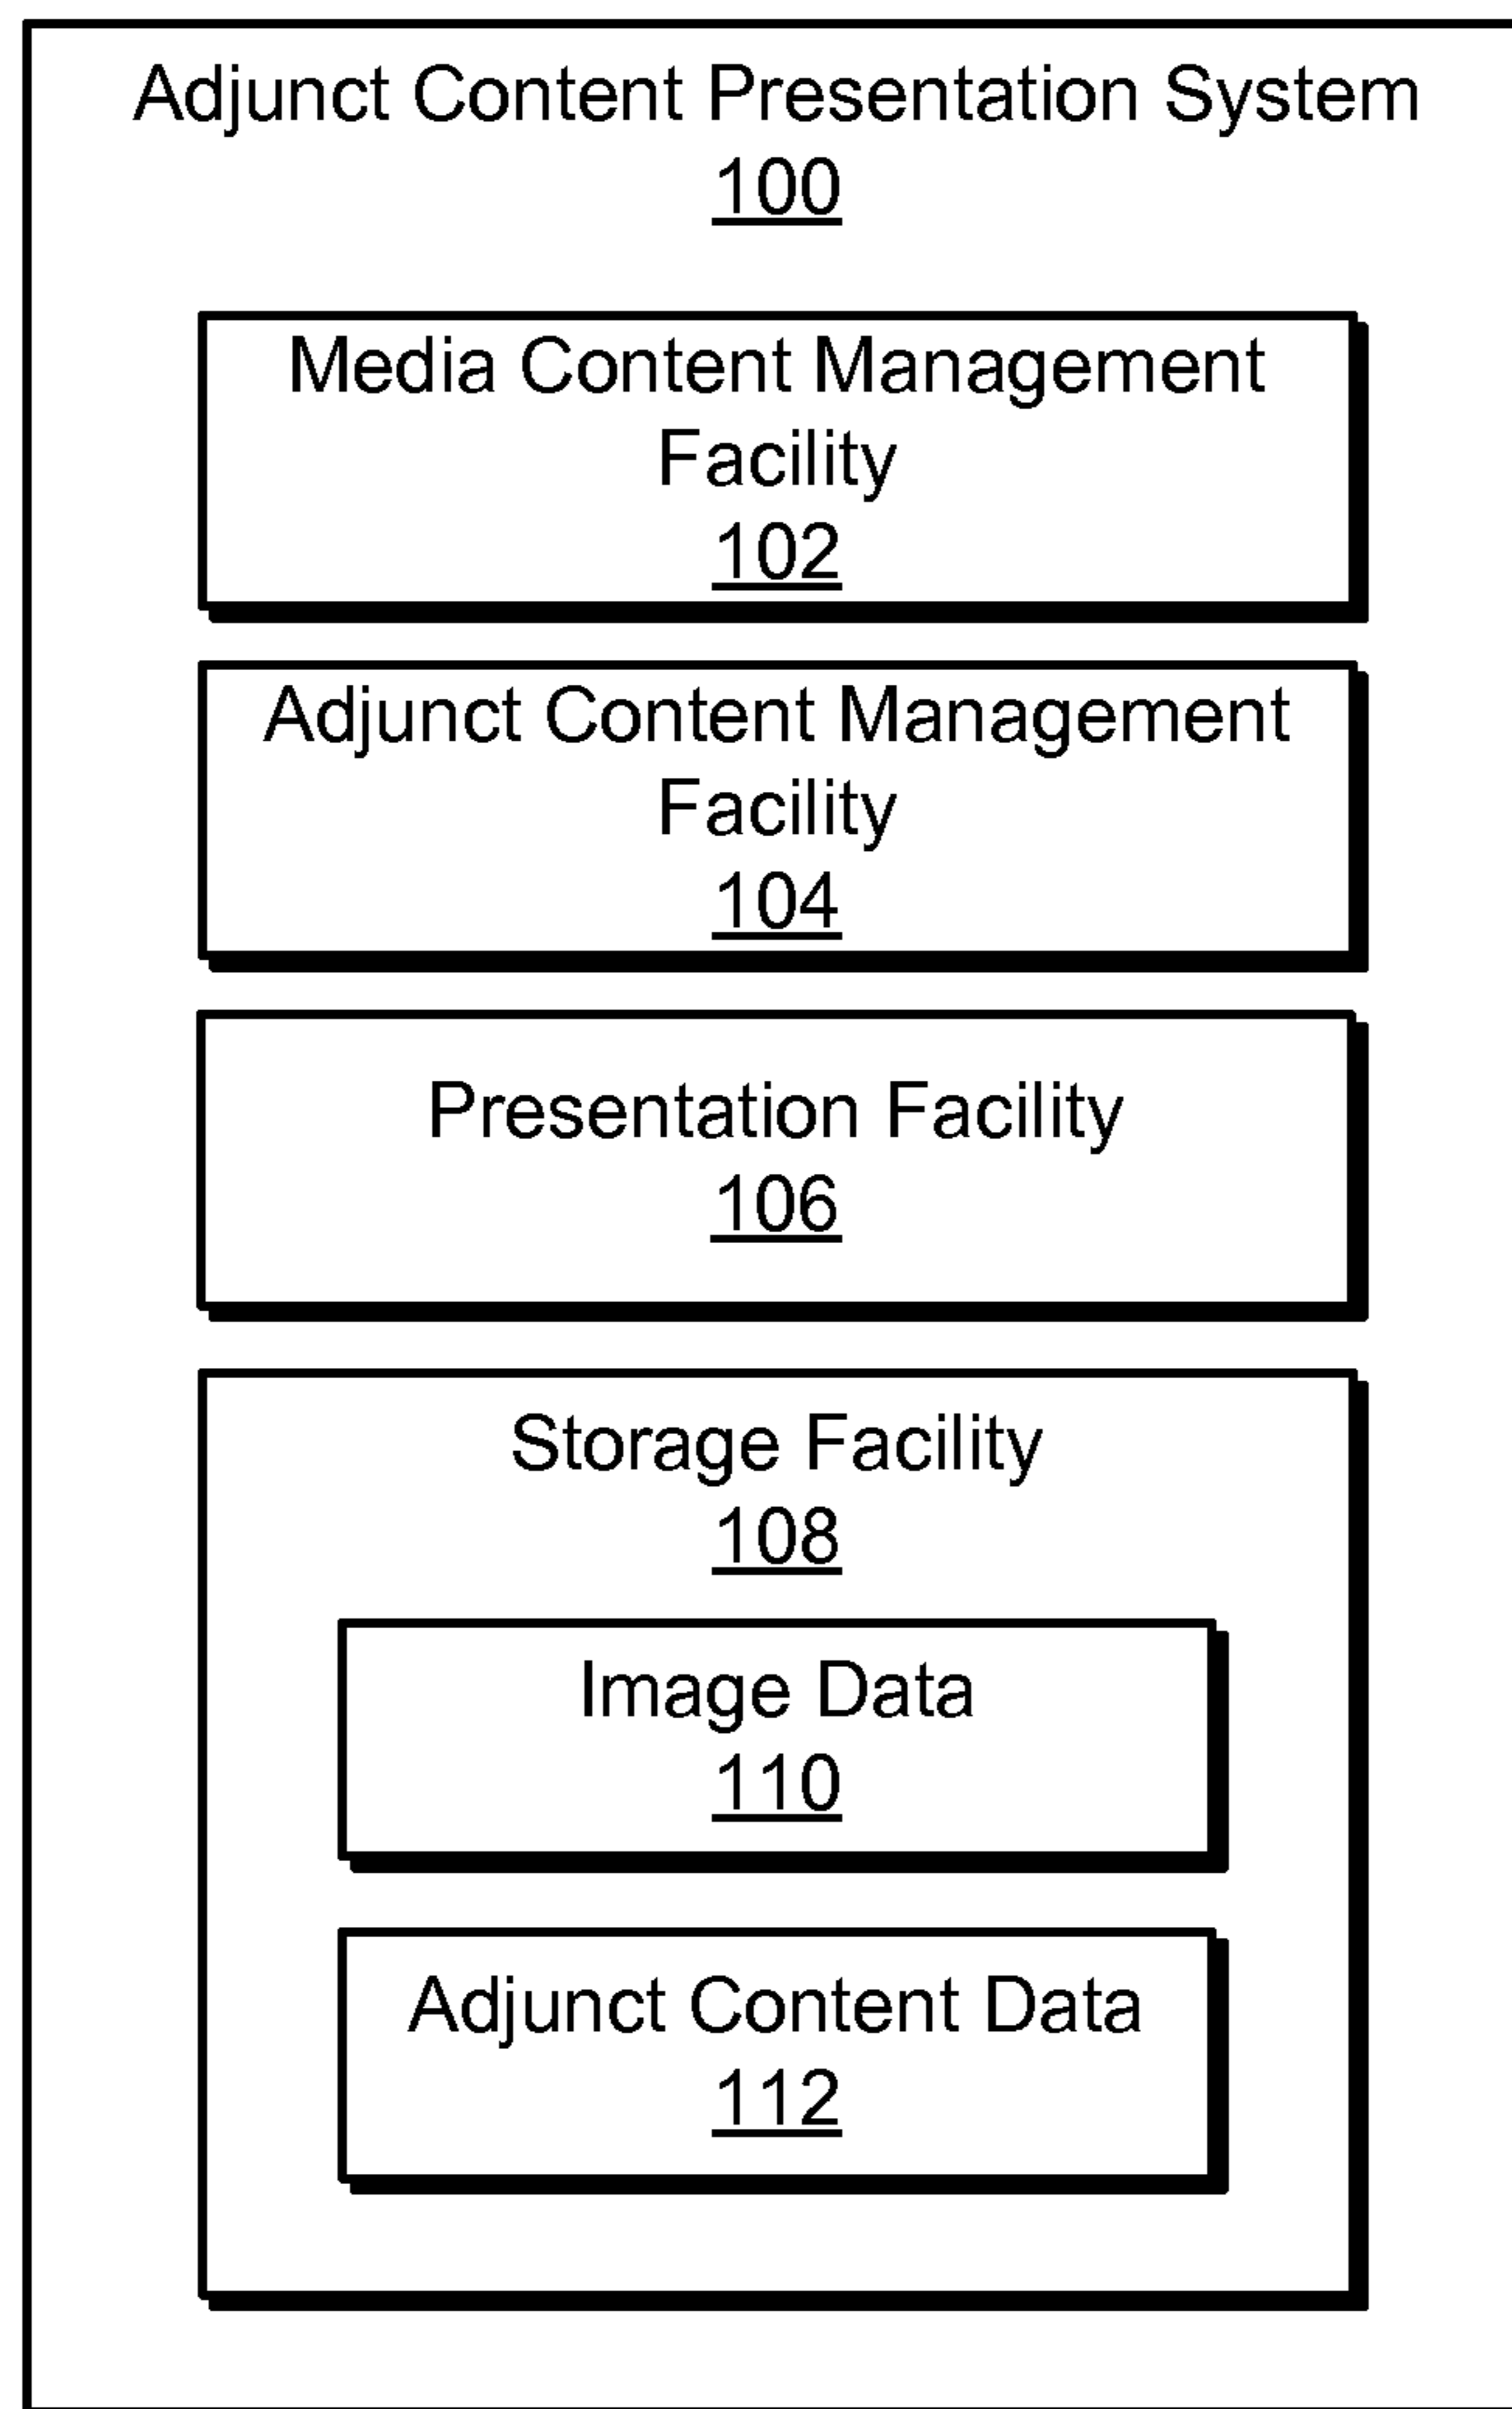 Adjunct Content Presentation System
100
Media Content Management
Facility
102
Adjunct Content Management
Facility
104
Presentation Facility
106
Storage Facility
108
Image Data
110
Adjunct Content Data
112